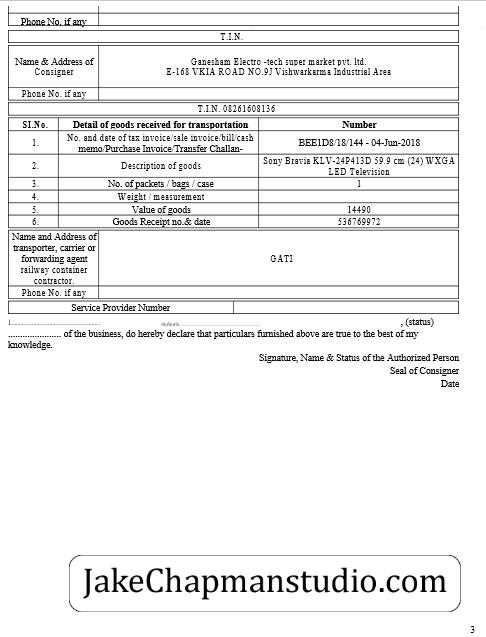 Phone No. if any
T.I.N.
Name & Address of Consigner
Ganesham Electro -tech super market pvt. ltd.
E-168 VKIA ROAD NO.9J Vishwarkarma Industrial Area
Phone No. if any
T.I.N. 08261608136
SI.No. Detail of goods received for transportation Number
1. No. and date of tax invoice/sale invoice/bill/cash memo/Purchase Invoice/Transfer Challan- BEE1D8/18/144 - 04-Jun-2018
2. Description of goods Sony Bravia KLV-24P413D 59.9 cm (24) WXGA LED Television
3. No. of packets / bags / case 1
4. Weight / measurement
5. Value of goods 14490
6. Goods Receipt no.& date 536769972
Name and Address of transporter, carrier or forwarding agent railway container contractor.
GATI
Phone No. if any
Service Provider Number
, (status)
..................... of the business, do hereby declare that particulars furnished above are true to the best of my
knowledge.
Signature, Name & Status of the Authorized Person
Seal of Consigner
Date
JakeChapmanstudio.com
3